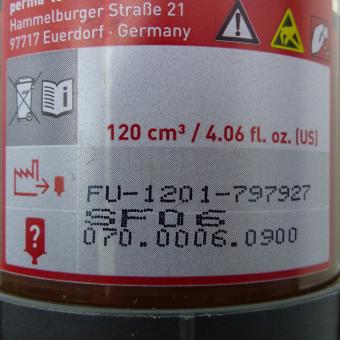 Hammelburger Straße 21
97717 Euerdorf · Germany
120 cm³ / 4.06 fl. oz. (US)
FU-1201-797927
SF06
070.0006.0900
?